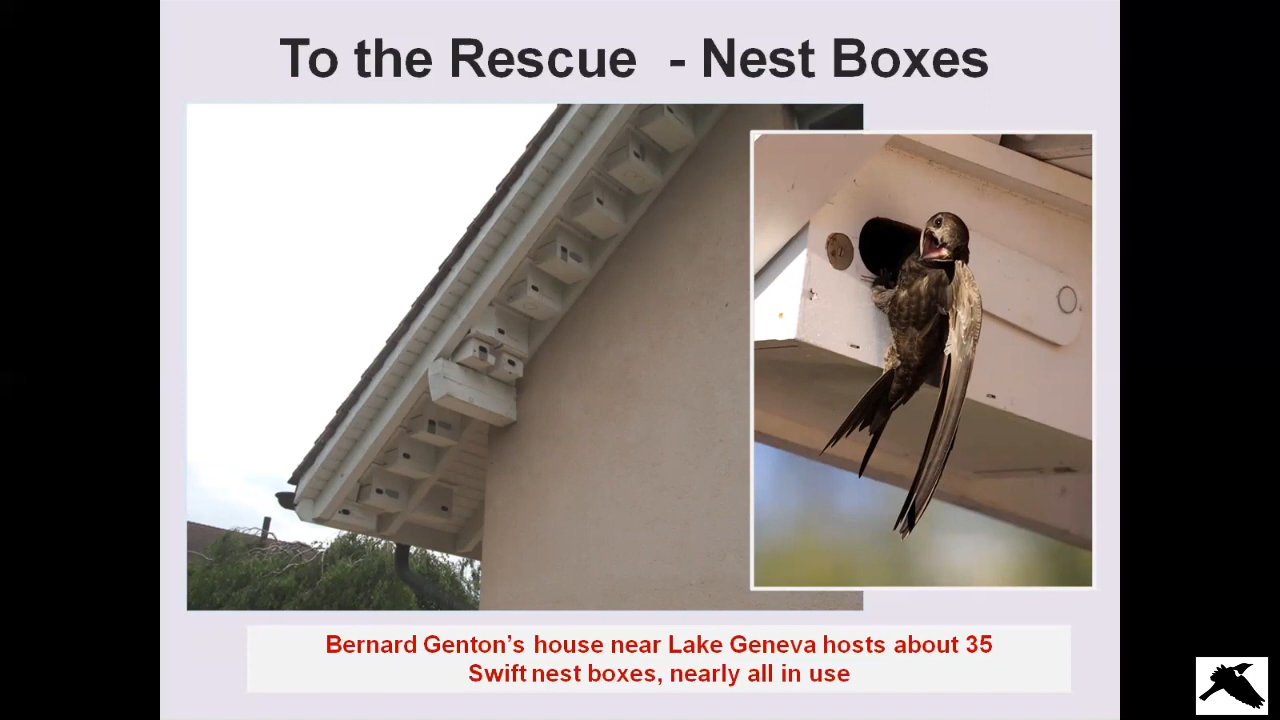 To the Rescue - Nest Boxes
Bernard Genton's house near Lake Geneva hosts about 35
Swift nest boxes, nearly all in use